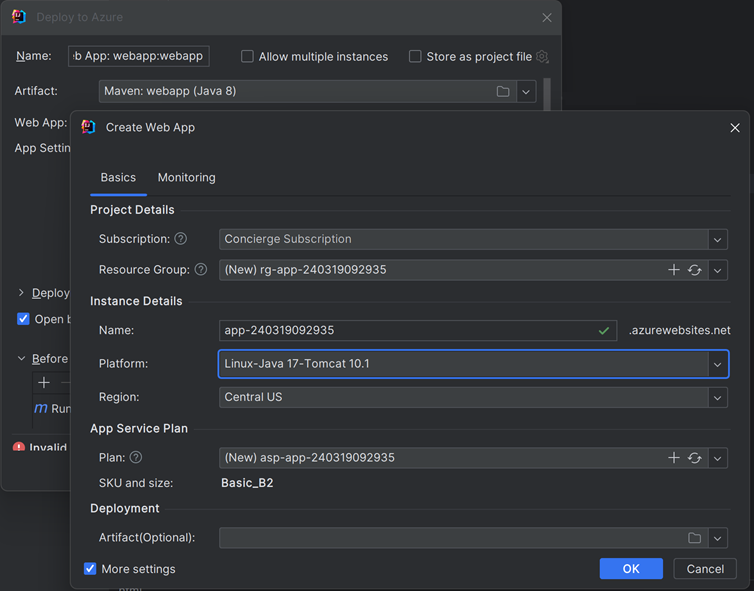 Deploy to Azure
Name: b App: webapp:webapp Allow multiple instances Store as project file
Artifact: Maven: webapp (Java 8)
Web App:
App Settin
Create Web App
Basics Monitoring
Project Details
Subscription: ? Concierge Subscription
Resource Group: ? (New) rg-app-240319092935
Deploy
Instance Details
Open b
Name: app-240319092935 .azurewebsites.net
Before
Platform: Linux-Java 17-Tomcat 10.1
Region: Central US
m Run
App Service Plan
Invalid
Plan: ? (New) asp-app-240319092935
SKU and size: Basic_B2
Deployment
Artifact(Optional):
More settings OK Cancel